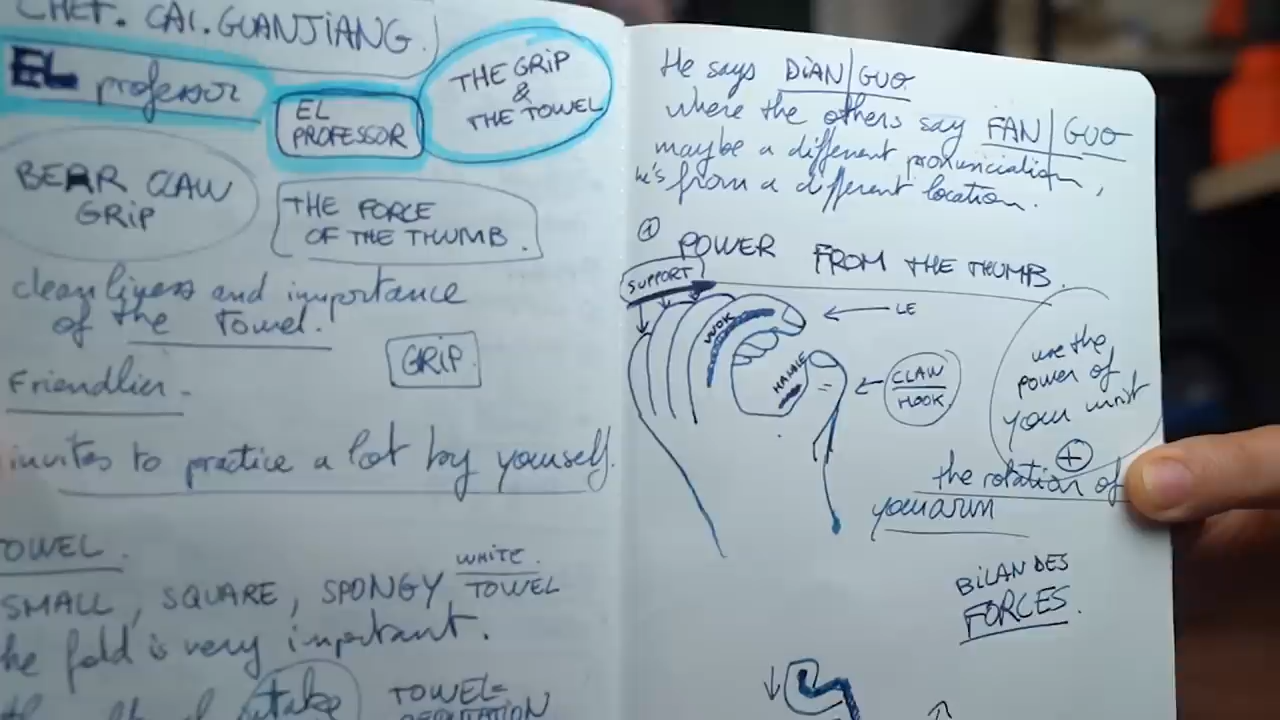 CHEF. CAI. GUANJIANG.
EL professor
EL
PROFESSOR
THE GRIP
&
THE TOWEL
BEAR CLAW
GRIP
THE FORCE
OF THE THUMB.
cleanliness and importance
of the towel.
GRIP
Friendlier.
invites to practice a lot by yourself.
TOWEL.
SMALL, SQUARE, SPONGY WHITE.
TOWEL
the fold is very important.
take
TOWEL=
REPUTATION
He says DIAN|GUO
where the others say FAN|GUO
maybe a different pronunciation,
he's from a different location.
① POWER FROM THE THUMB.
SUPPORT
WOK
LE
HANDLE
CLAW
HOOK
use the
power of
your wrist
+
the rotation of
your arm
BILAN DES
FORCES.